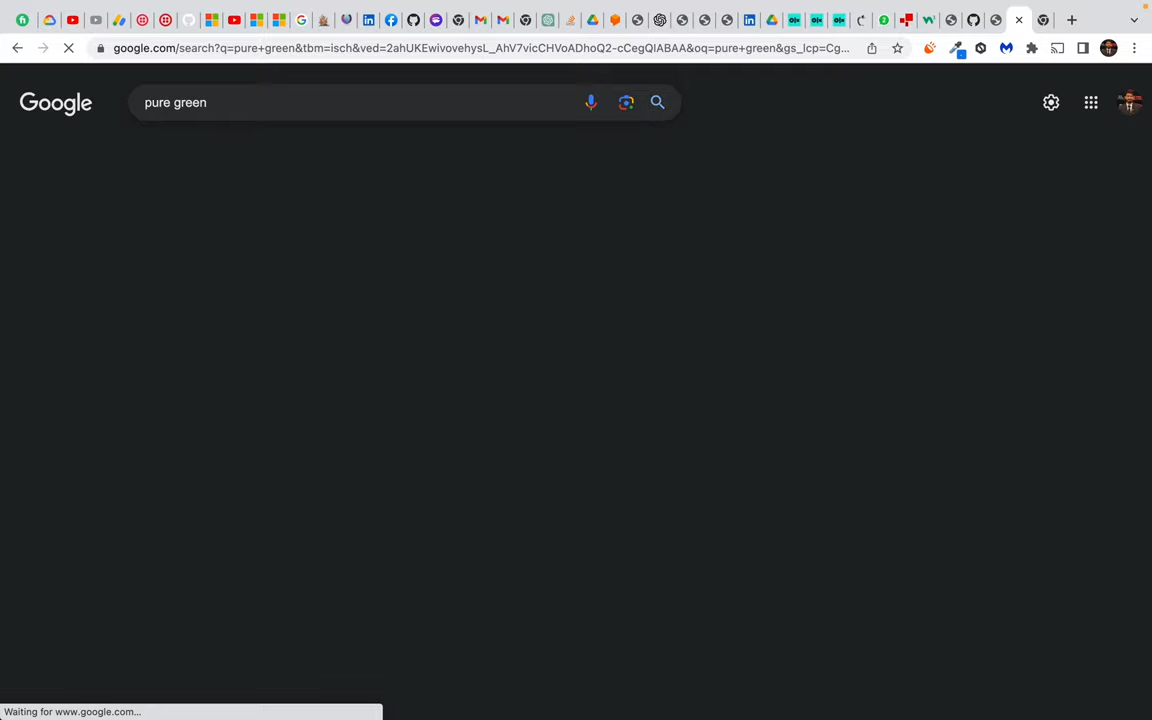 google.com/search?q=pure+green&tbm=isch&ved=2ahUKEwivovehysL_AhV7vicCHVoADhoQ2-cCegQIABAA&oq=pure+green&gs_lcp=Cg...
Google
pure green
Waiting for www.google.com...